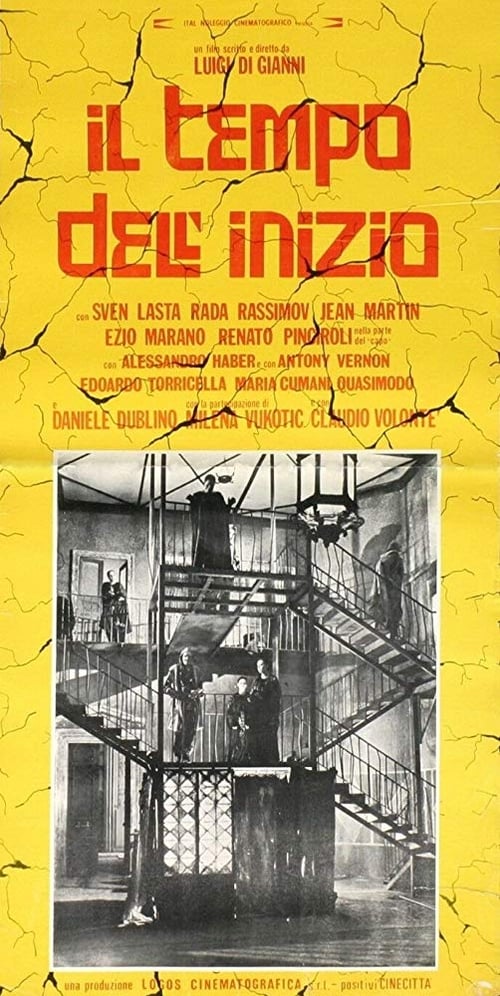 ITAL NOLEGGIO CINEMATOGRAFICO
un film scritto e diretto da
LUIGI DI GIANNI
iL tempo
dell' inizio
con SVEN LASTA RADA RASSIMOV JEAN MARTIN
EZIO MARANO RENATO PINCIROLI nella parte del "capo"
con ALESSANDRO HABER e con ANTONY VERNON
EDOARDO TORRICELLA MARIA CUMANI QUASIMODO
e DANIELE DUBLINO con la partecipazione di MILENA VUKOTIC e con CLAUDIO VOLONTE'
una produzione LOGOS CINEMATOGRAFICA s.r.l. - positivi CINECITTÀ